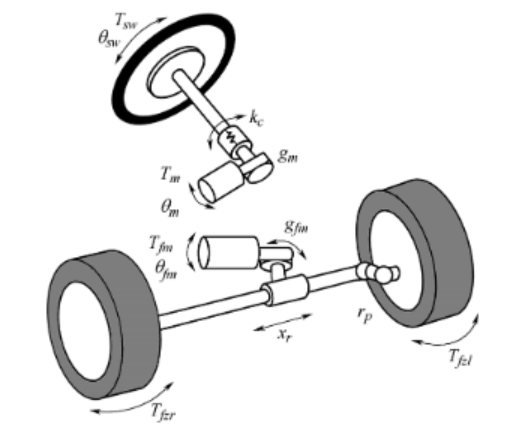 T_sw
θ_sw
k_c
g_m
T_m
θ_m
g_fm
T_fm
θ_fm
r_p
x_r
T_fzl
T_fzr